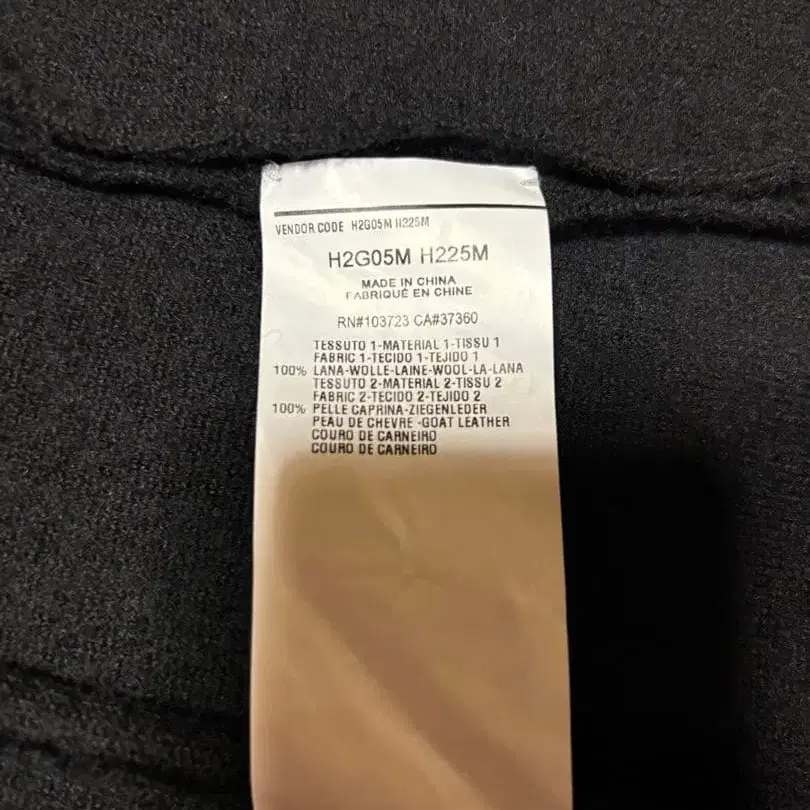 VENDOR CODE H2G05M H225M
H2G05M H225M
MADE IN CHINA
FABRIQUÉ EN CHINE
RN#103723 CA#37360
TESSUTO 1-MATERIAL 1-TISSU 1
FABRIC 1-TECIDO 1-TEJIDO 1
100% LANA-WOLLE-LAINE-WOOL-LA-LANA
TESSUTO 2-MATERIAL 2-TISSU 2
FABRIC 2-TECIDO 2-TEJIDO 2
100% PELLE CAPRINA-ZIEGENLEDER
PEAU DE CHEVRE -GOAT LEATHER
COURO DE CARNEIRO
COURO DE CARNEIRO